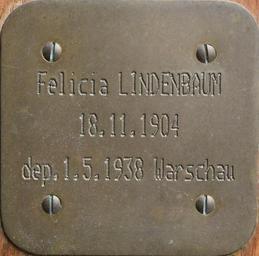 Felicia LINDENBAUM
18.11.1904
dep.1.5.1938 Warschau